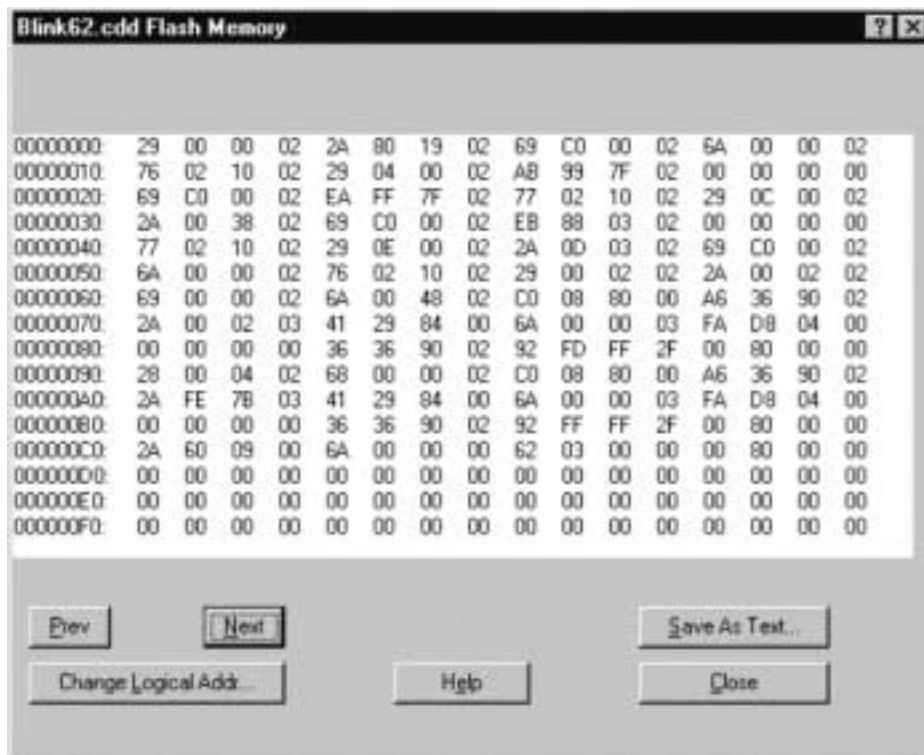 Blink62.cdd Flash Memory
00000000: 29 00 00 02 2A 80 19 02 69 C0 00 02 6A 00 00 02
00000010: 76 02 10 02 29 04 00 02 AB 99 7F 02 00 00 00 00
00000020: 69 C0 00 02 EA FF 7F 02 77 02 10 02 29 0C 00 02
00000030: 2A 00 38 02 69 C0 00 02 EB 88 03 02 00 00 00 00
00000040: 77 02 10 02 29 0E 00 02 2A 0D 03 02 69 C0 00 02
00000050: 6A 00 00 02 76 02 10 02 29 00 02 02 2A 00 02 02
00000060: 69 00 00 02 6A 00 48 02 C0 08 80 00 A6 36 90 02
00000070: 2A 00 02 03 41 29 84 00 6A 00 00 03 FA D8 04 00
00000080: 00 00 00 00 36 36 90 02 92 FD FF 2F 00 80 00 00
00000090: 28 00 04 02 68 00 00 02 C0 08 80 00 A6 36 90 02
000000A0: 2A FE 7B 03 41 29 84 00 6A 00 00 03 FA D8 04 00
000000B0: 00 00 00 00 36 36 90 02 92 FF FF 2F 00 80 00 00
000000C0: 2A 60 09 00 6A 00 00 62 03 00 00 00 80 00 00
000000D0: 00 00 00 00 00 00 00 00 00 00 00 00 00 00 00 00
000000E0: 00 00 00 00 00 00 00 00 00 00 00 00 00 00 00 00
000000F0: 00 00 00 00 00 00 00 00 00 00 00 00 00 00 00 00
Prev Next Save As Text...
Change Logical Addr... Help Close